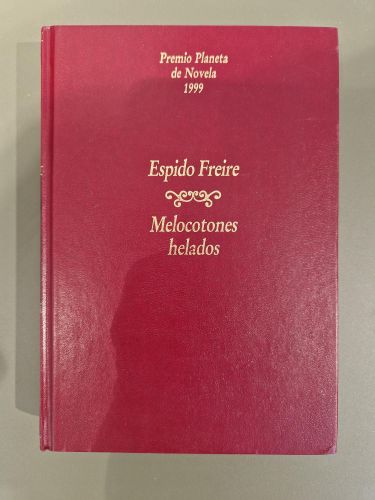 Premio Planeta
de Novela
1999
Espido Freire
Melocotones
helados